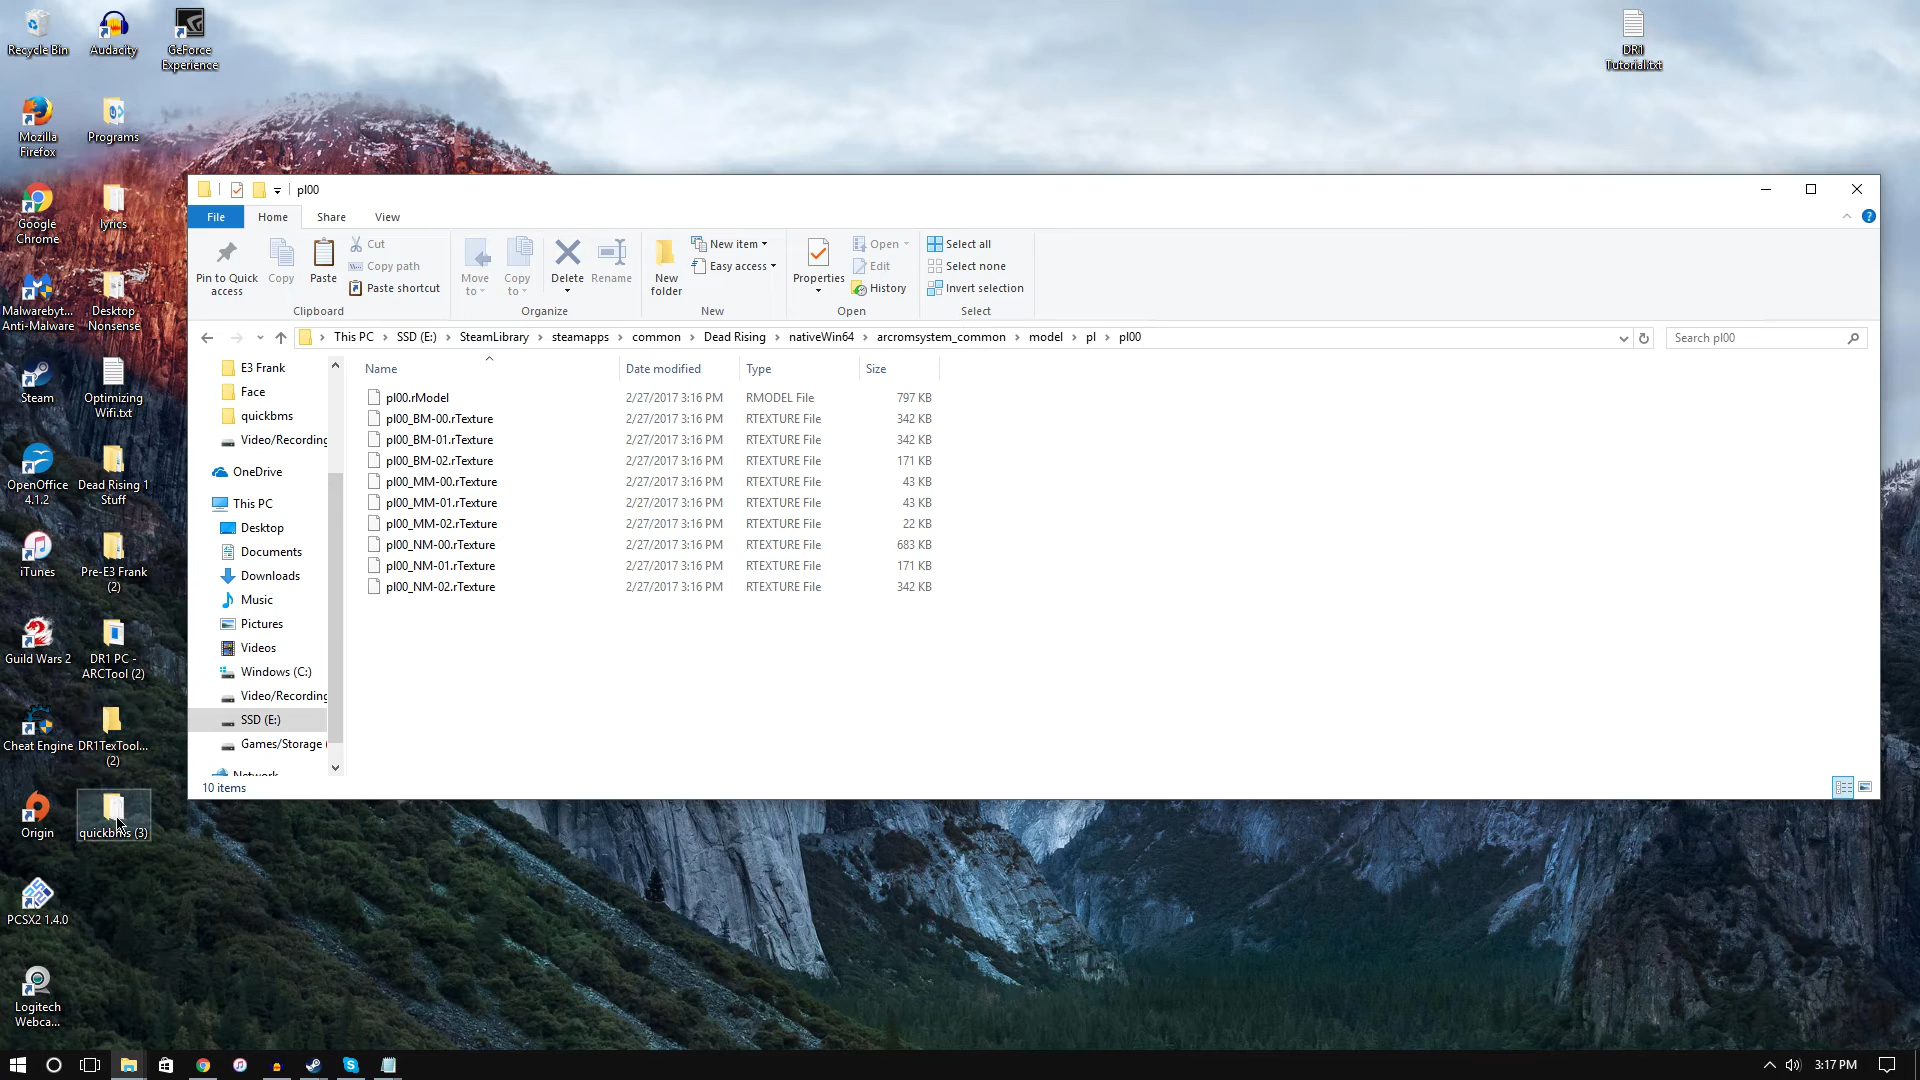 Recycle Bin
Audacity
GeForce
Experience
DR1
Tutorial.txt
Mozilla
Firefox
Programs
Google
Chrome
lyrics
Malwarebyt...
Anti-Malware
Desktop
Nonsense
Steam
Optimizing
Wifi.txt
OpenOffice
4.1.2
Dead Rising 1
Stuff
iTunes
Pre-E3 Frank
(2)
Guild Wars 2
DR1 PC -
ARCTool (2)
Cheat Engine
DR1TexTool...
(2)
Origin
quickbms (3)
PCSX2 1.4.0
Logitech
Webca...
pl00
File Home Share View
Pin to Quick
access
Copy
Paste
Cut
Copy path
Paste shortcut
Clipboard
Move
to
Copy
to
Delete
Rename
Organize
New
folder
New item
Easy access
New
Properties
Open
Edit
History
Open
Select all
Select none
Invert selection
Select
This PC > SSD (E:) > SteamLibrary > steamapps > common > Dead Rising > nativeWin64 > arcromsystem_common > model > pl > pl00
Search pl00
E3 Frank
Face
quickbms
Video/Recording
OneDrive
This PC
Desktop
Documents
Downloads
Music
Pictures
Videos
Windows (C:)
Video/Recording
SSD (E:)
Games/Storage (
Network
Name Date modified Type Size
pl00.rModel 2/27/2017 3:16 PM RMODEL File 797 KB
pl00_BM-00.rTexture 2/27/2017 3:16 PM RTEXTURE File 342 KB
pl00_BM-01.rTexture 2/27/2017 3:16 PM RTEXTURE File 342 KB
pl00_BM-02.rTexture 2/27/2017 3:16 PM RTEXTURE File 171 KB
pl00_MM-00.rTexture 2/27/2017 3:16 PM RTEXTURE File 43 KB
pl00_MM-01.rTexture 2/27/2017 3:16 PM RTEXTURE File 43 KB
pl00_MM-02.rTexture 2/27/2017 3:16 PM RTEXTURE File 22 KB
pl00_NM-00.rTexture 2/27/2017 3:16 PM RTEXTURE File 683 KB
pl00_NM-01.rTexture 2/27/2017 3:16 PM RTEXTURE File 171 KB
pl00_NM-02.rTexture 2/27/2017 3:16 PM RTEXTURE File 342 KB
10 items
3:17 PM